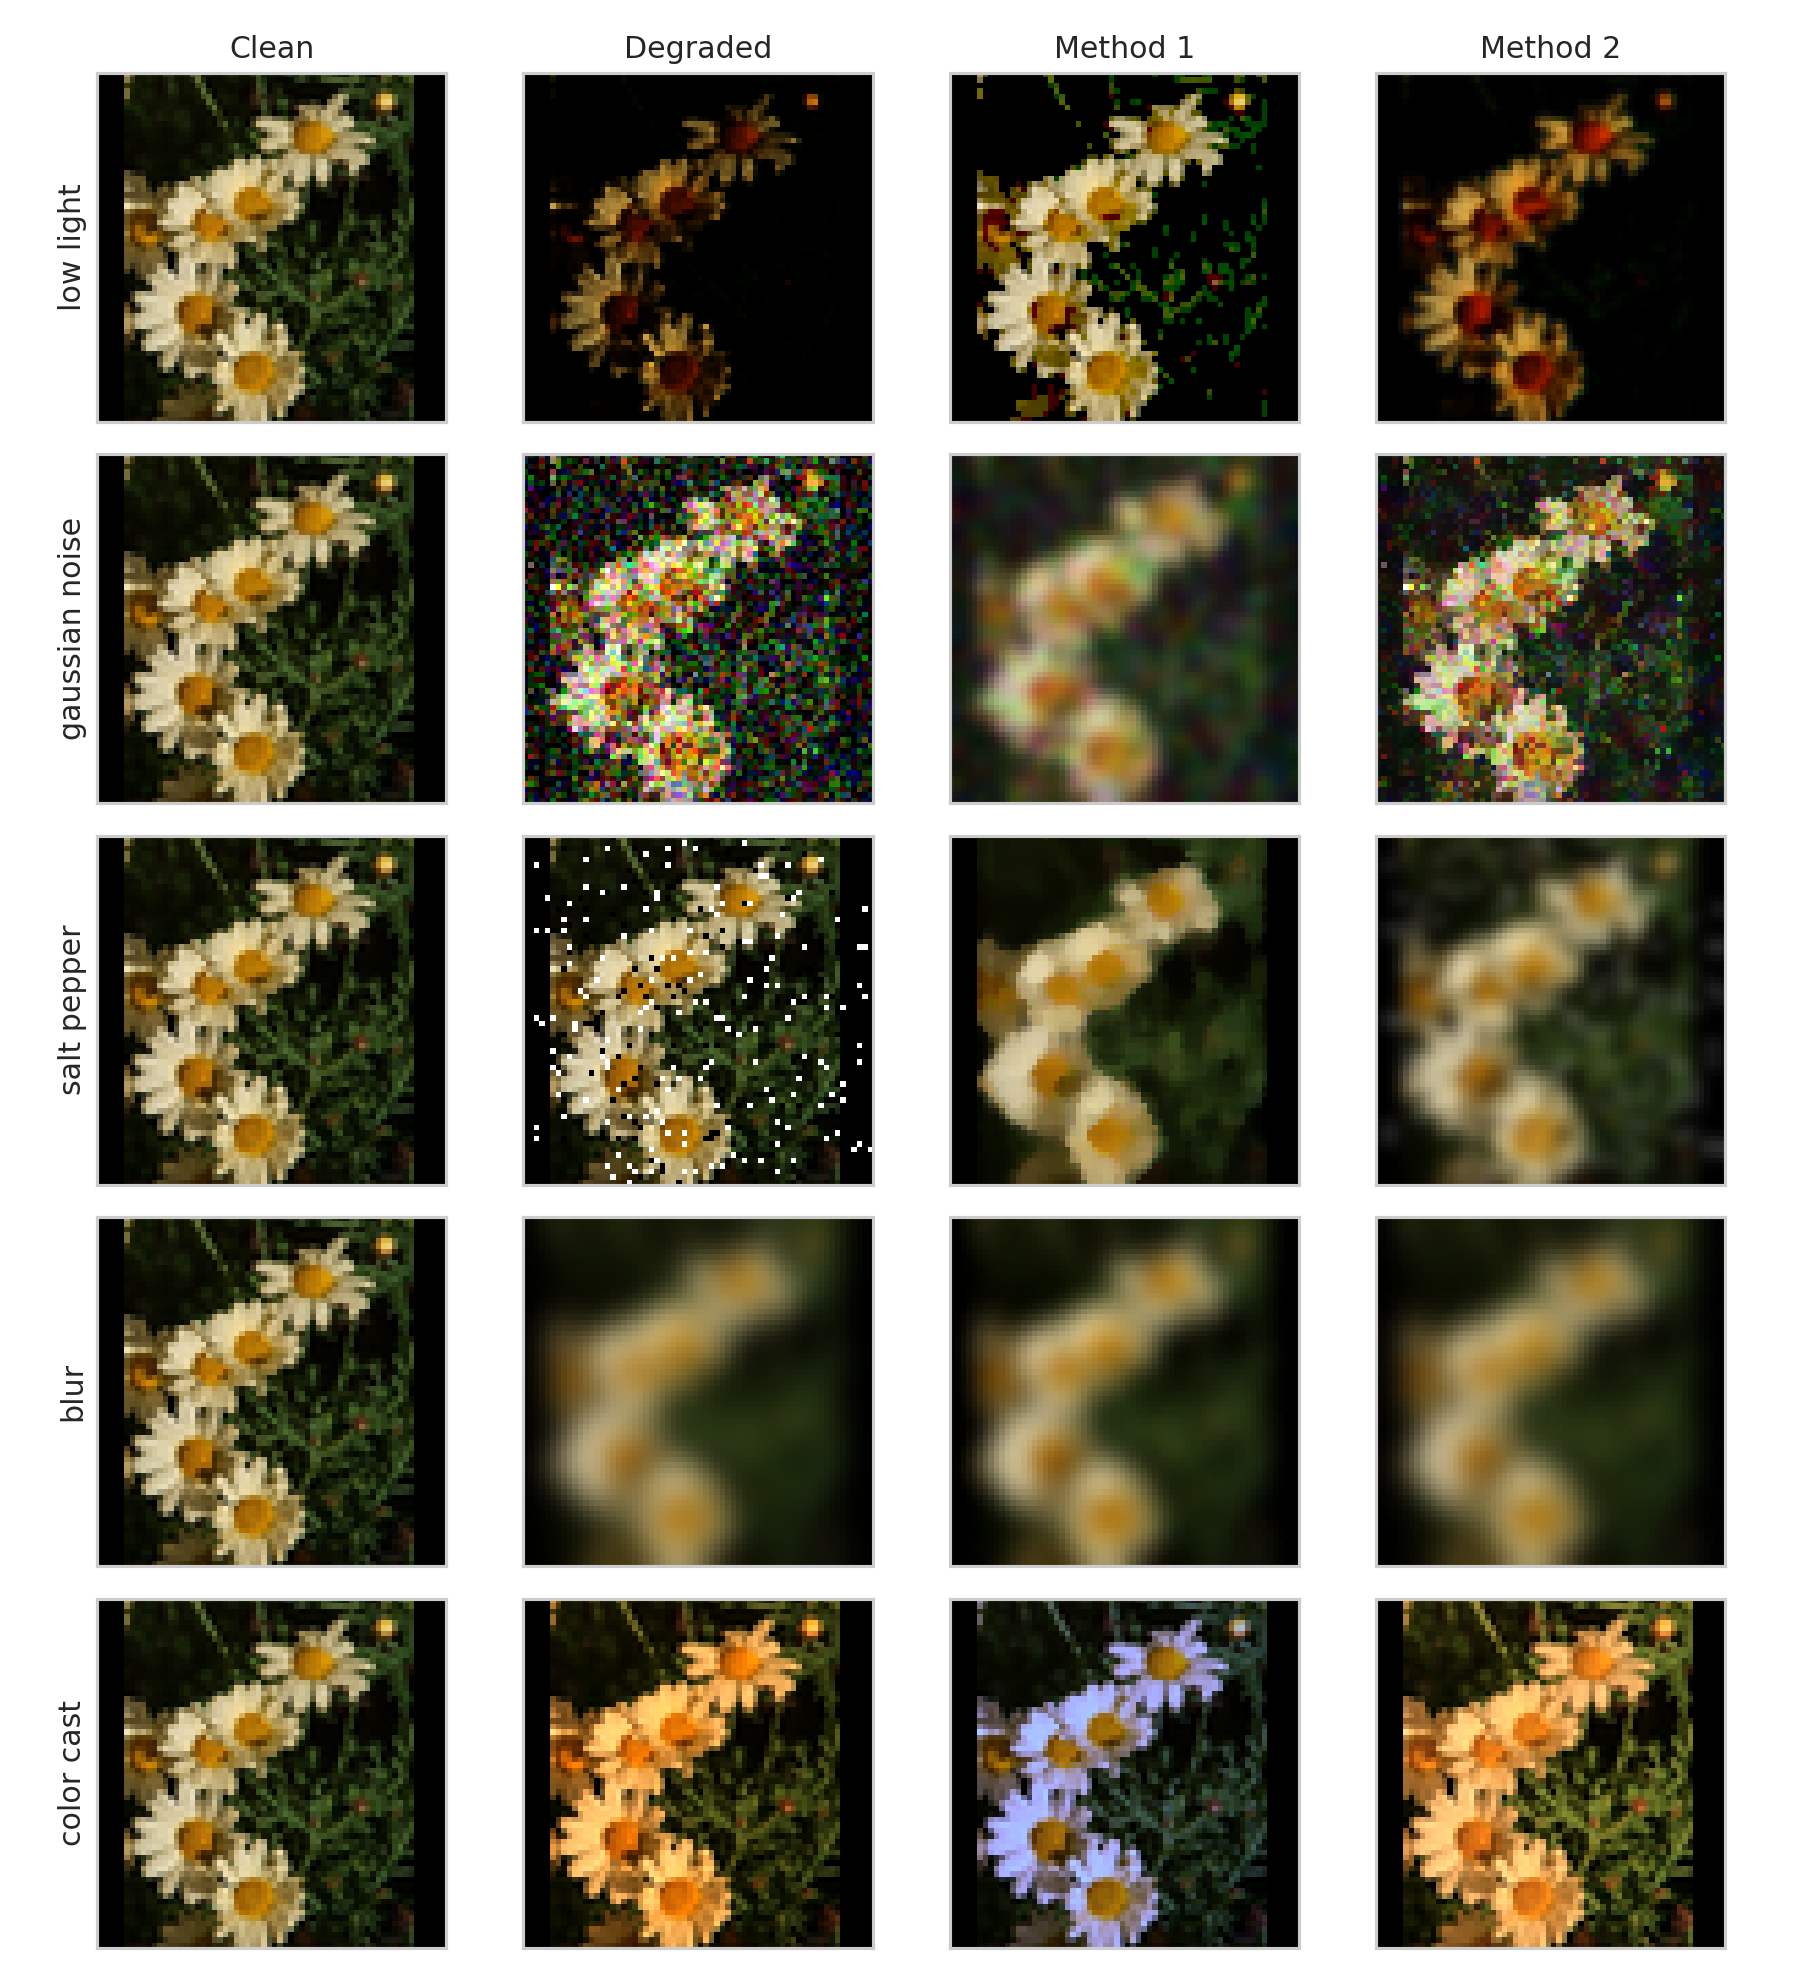 Clean Degraded Method 1 Method 2
low light
gaussian noise
salt pepper
blur
color cast